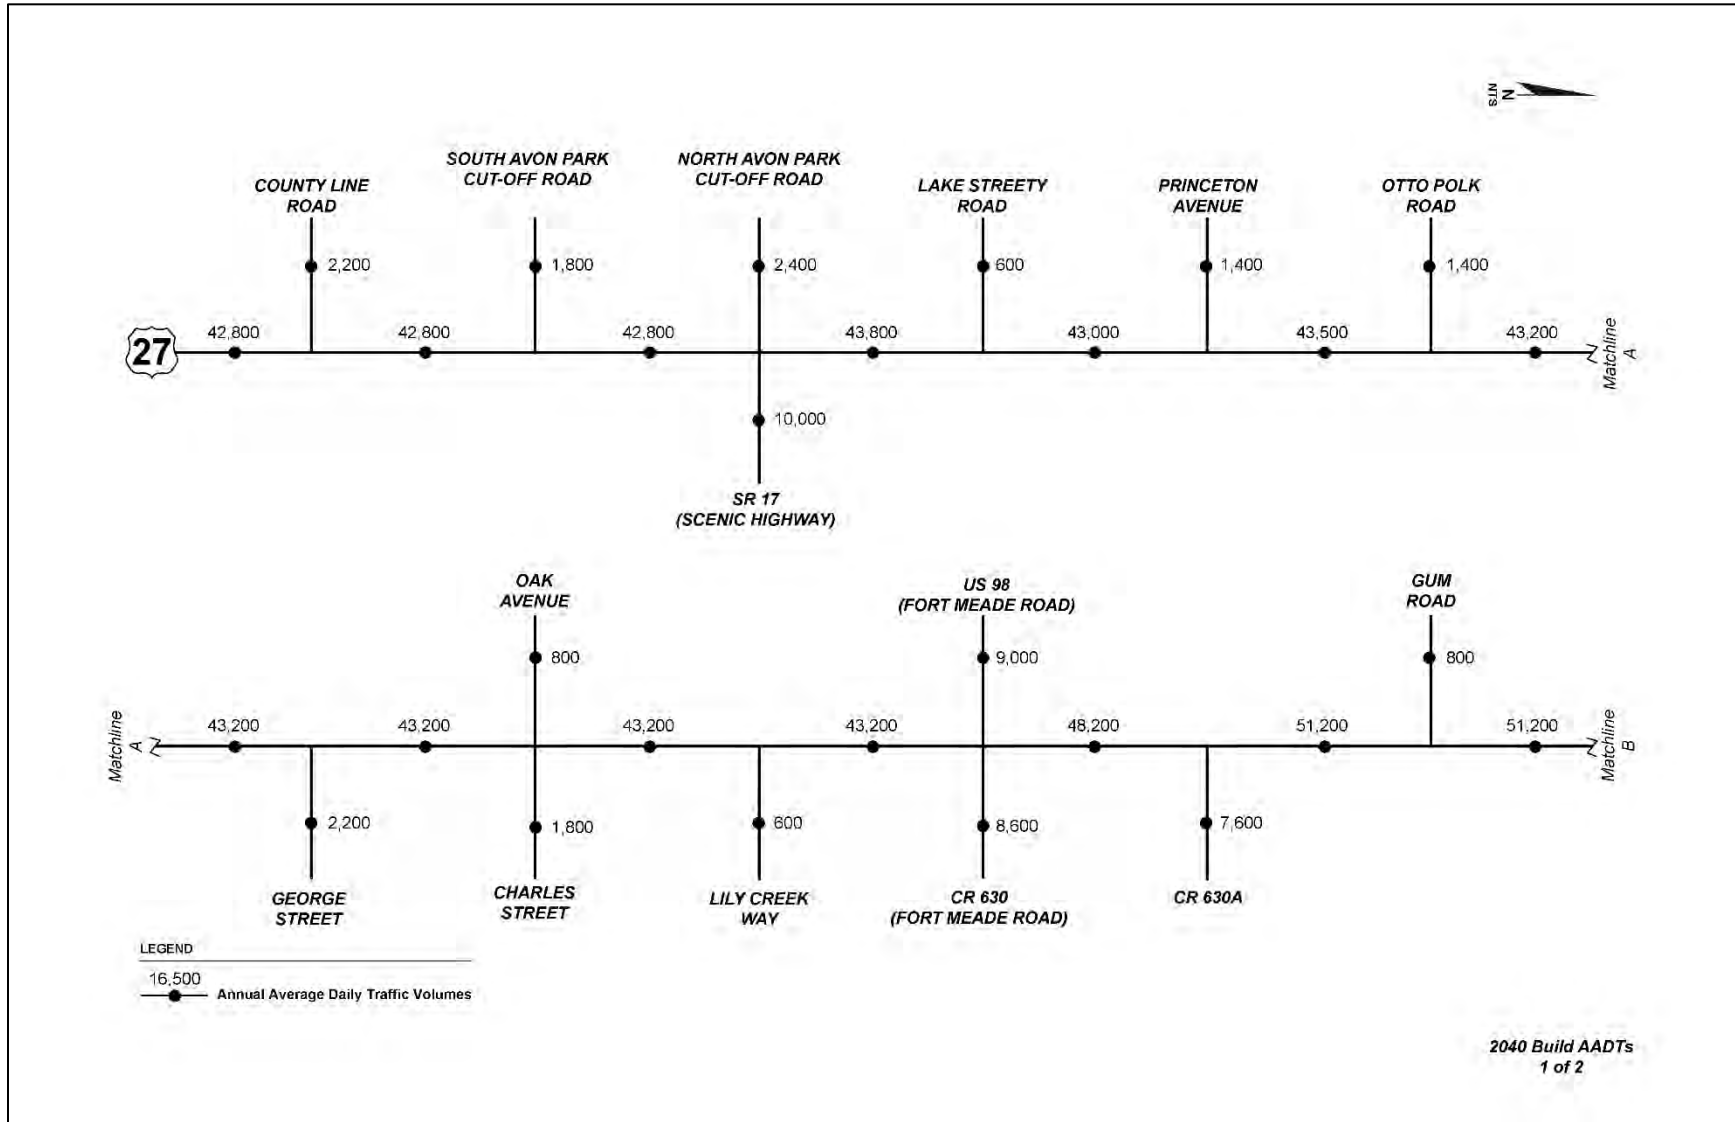 N
NTS
COUNTY LINE
ROAD
SOUTH AVON PARK
CUT-OFF ROAD
NORTH AVON PARK
CUT-OFF ROAD
LAKE STREETY
ROAD
PRINCETON
AVENUE
OTTO POLK
ROAD
2,200
1,800
2,400
600
1,400
1,400
27
42,800
42,800
42,800
43,800
43,000
43,500
43,200
Matchline
A
10,000
SR 17
(SCENIC HIGHWAY)
OAK
AVENUE
US 98
(FORT MEADE ROAD)
GUM
ROAD
800
9,000
800
Matchline
A
43,200
43,200
43,200
43,200
48,200
51,200
51,200
Matchline
B
2,200
1,800
600
8,600
7,600
GEORGE
STREET
CHARLES
STREET
LILY CREEK
WAY
CR 630
(FORT MEADE ROAD)
CR 630A
LEGEND
16,500
Annual Average Daily Traffic Volumes
2040 Build AADTs
1 of 2